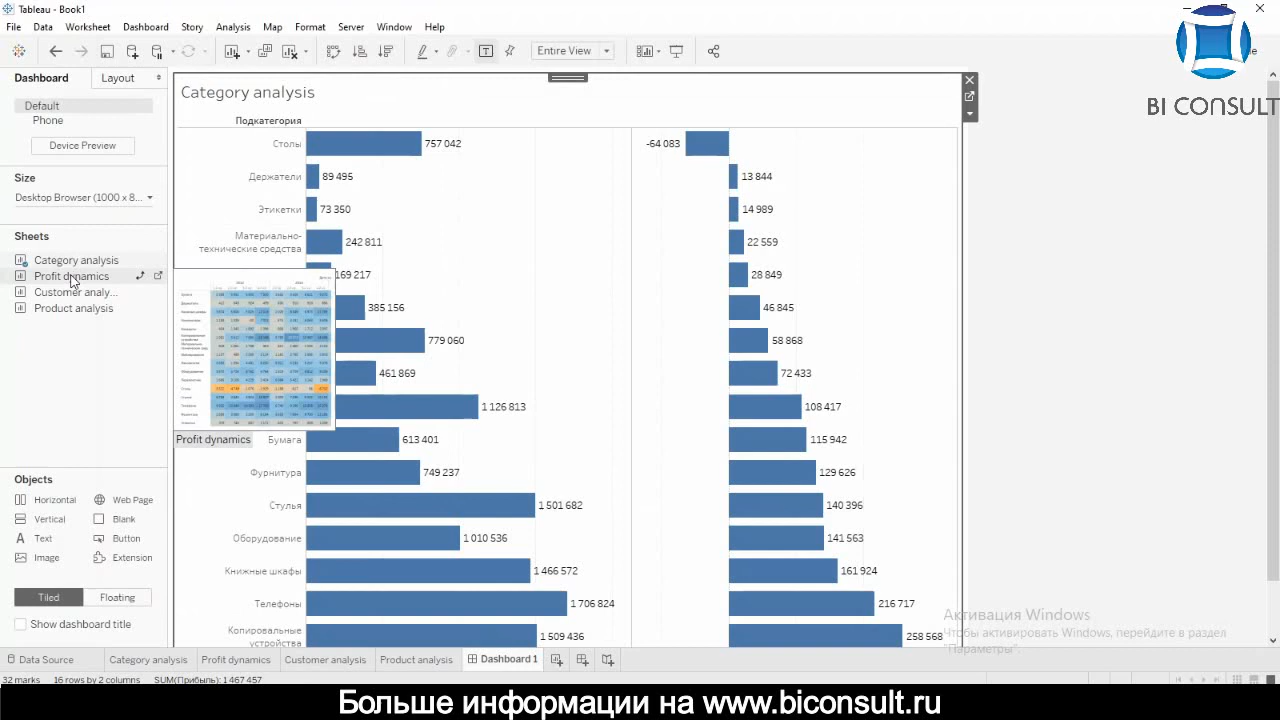 Tableau - Book1
File Data Worksheet Dashboard Story Analysis Map Format Server Window Help
Entire View
BI CONSULT
Dashboard Layout
Default
Phone
Device Preview
Size
Desktop Browser (1000 x 8...
Sheets
Category analysis
Profit dynamics
Customer analy...
Product analysis
Objects
Horizontal Web Page
Vertical Blank
Text Button
Image Extension
Tiled Floating
Show dashboard title
Category analysis
Подкатегория
Столы 757 042 -64 083
Держатели 89 495 13 844
Этикетки 73 350 14 989
Материально-
технические средства 242 811 22 559
169 217 28 849
385 156 46 845
58 868
461 869 72 433
1 126 813 108 417
Profit dynamics
Бумага 613 401 115 942
Фурнитура 749 237 129 626
Стулья 1 501 682 140 396
Оборудование 1 010 536 141 563
Книжные шкафы 1 466 572 161 924
Телефоны 1 706 824 216 717
Копировальные
устройства 1 509 436 258 568
Активация Windows
Чтобы активировать Windows, перейдите в раздел
"Параметры".
Data Source Category analysis Profit dynamics Customer analysis Product analysis Dashboard 1
32 marks 16 rows by 2 columns SUM(Прибыль): 1 467 457
Больше информации на www.biconsult.ru